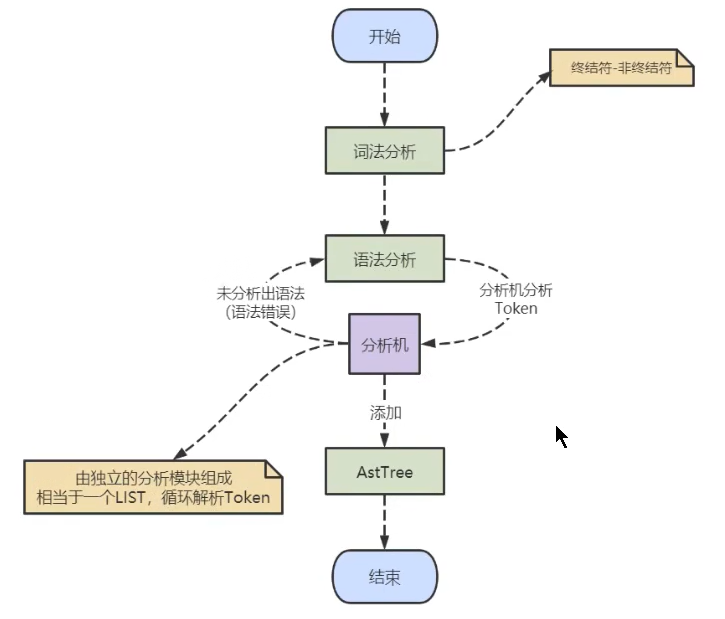 开始
终结符-非终结符
词法分析
语法分析
未分析出语法
（语法错误）
分析机分析
Token
分析机
添加
AstTree
由独立的分析模块组成
相当于一个LIST，循环解析Token
结束